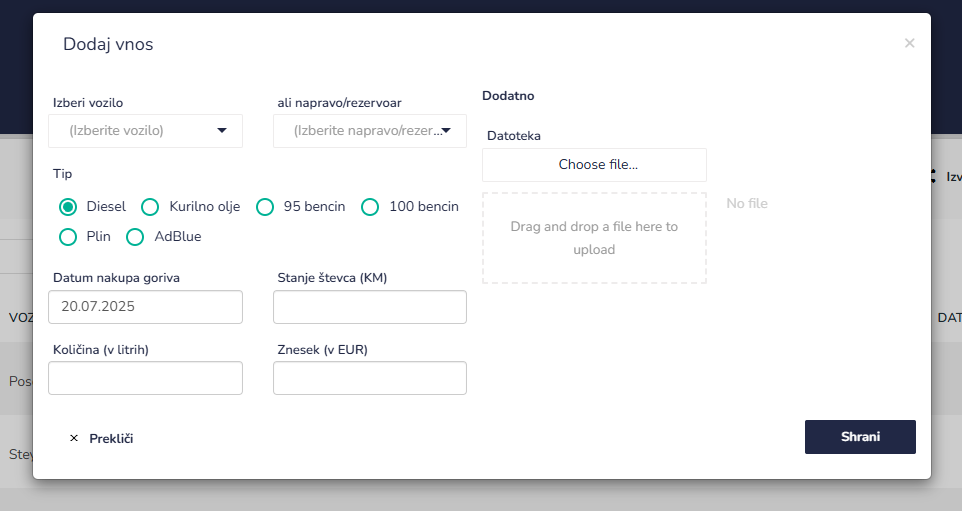 Dodaj vnos
×
Izberi vozilo
ali napravo/rezervoar
(Izberite vozilo)
(Izberite napravo/rezer...
Tip
Diesel
Kurilno olje
95 bencin
100 bencin
Plin
AdBlue
Datum nakupa goriva
Stanje števca (KM)
20.07.2025
Količina (v litrih)
Znesek (v EUR)
Dodatno
Datoteka
Choose file...
Drag and drop a file here to
upload
No file
× Prekliči
Shrani
VOZ
Pos
Stey
Izv
DAT